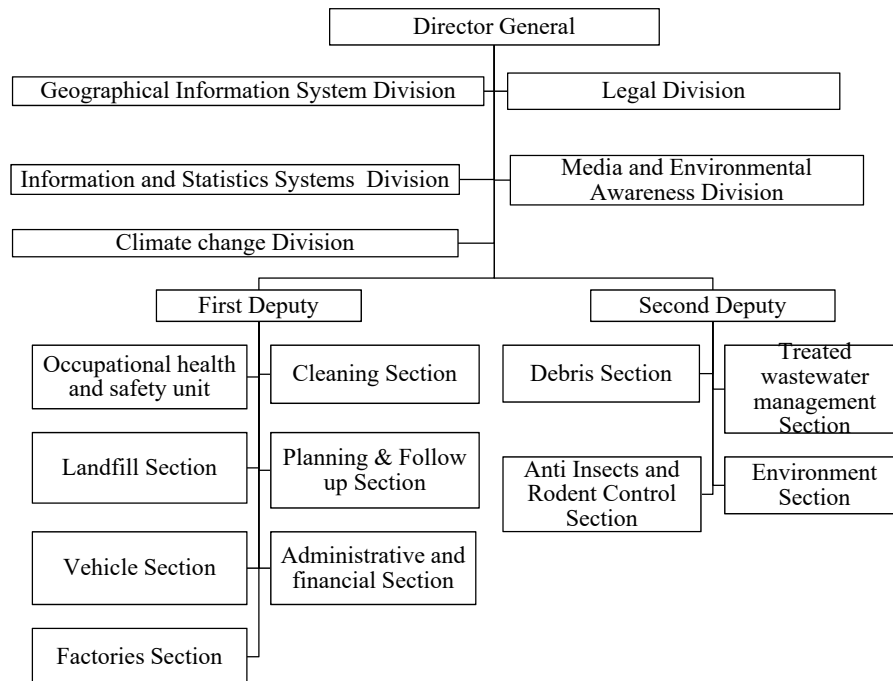 Director General
Geographical Information System Division
Legal Division
Information and Statistics Systems  Division
Media and Environmental
Awareness Division
Climate change Division
First Deputy
Second Deputy
Occupational health
and safety unit
Cleaning Section
Debris Section
Treated
wastewater
management
Section
Landfill Section
Planning & Follow
up Section
Anti Insects and
Rodent Control
Section
Environment
Section
Vehicle Section
Administrative and
financial Section
Factories Section